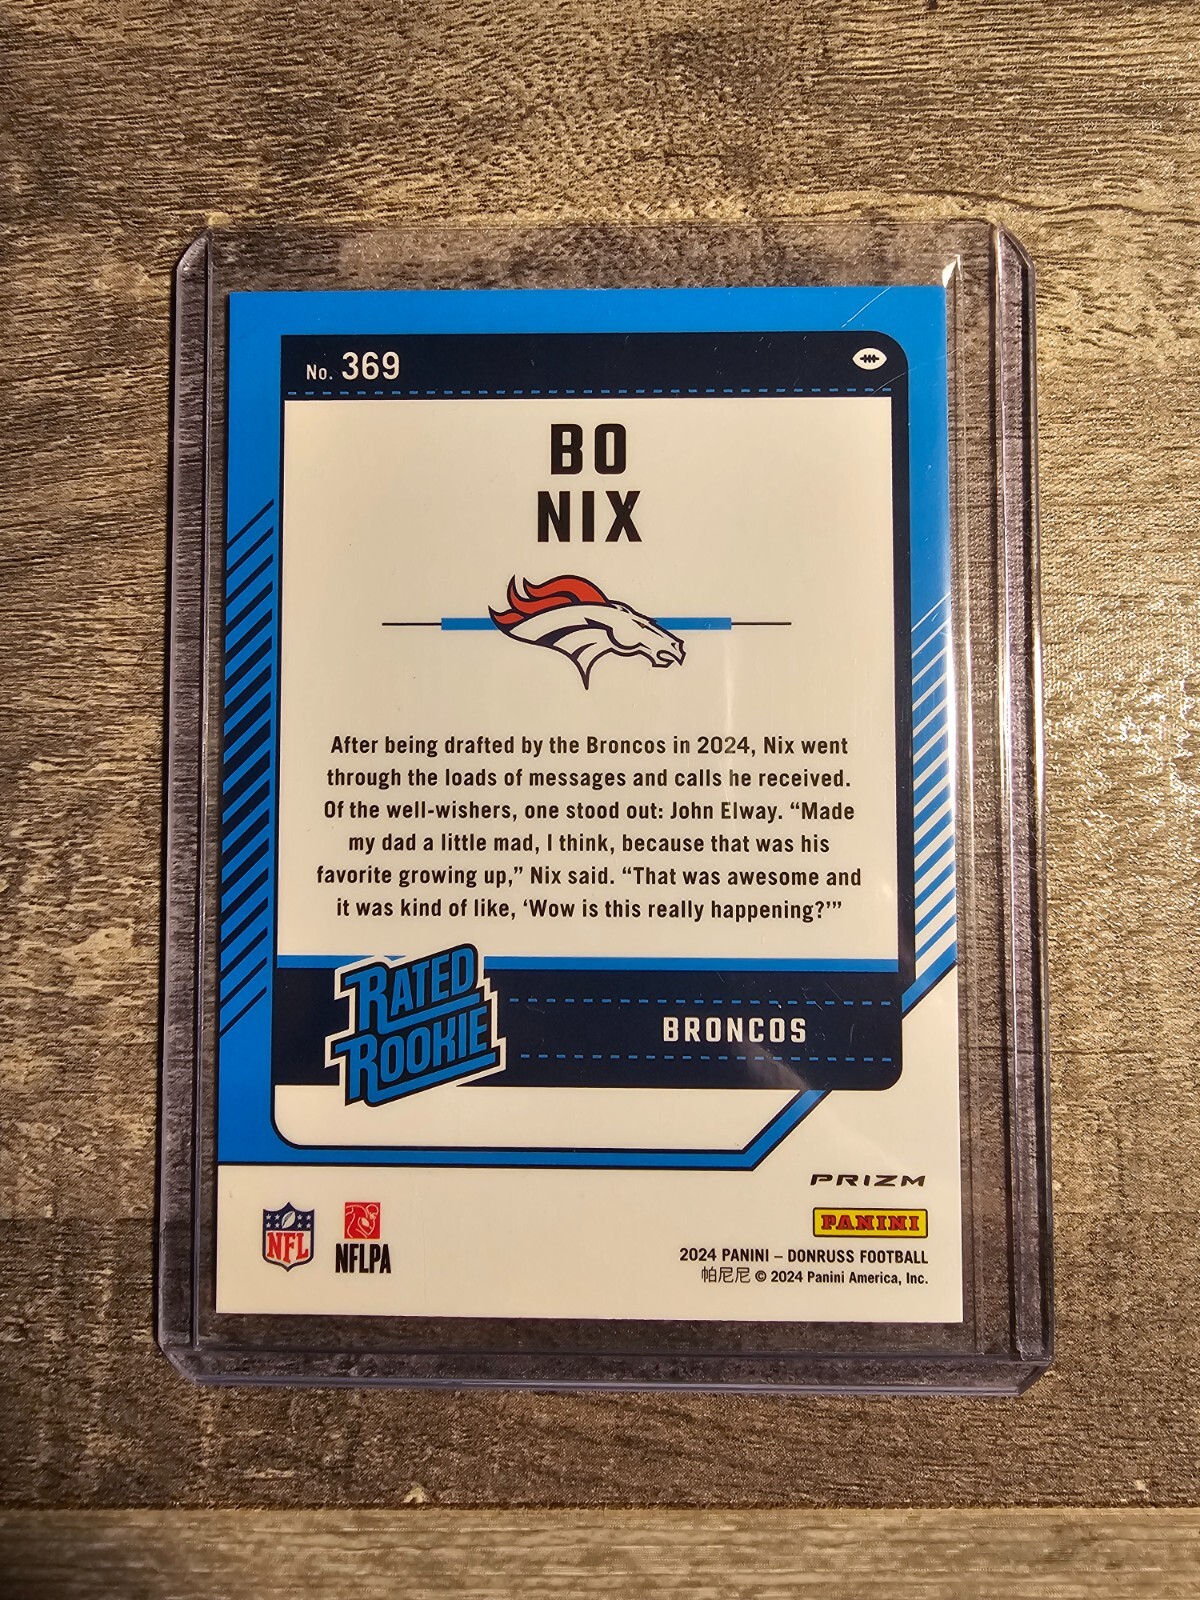 No. 369
BO
NIX
After being drafted by the Broncos in 2024, Nix went
through the loads of messages and calls he received.
Of the well-wishers, one stood out: John Elway. “Made
my dad a little mad, I think, because that was his
favorite growing up,” Nix said. “That was awesome and
it was kind of like, ‘Wow is this really happening?’”
RATED
ROOKIE
BRONCOS
PRIZM
PANINI
NFL
NFLPA
2024 PANINI – DONRUSS FOOTBALL
帕尼尼 © 2024 Panini America, Inc.